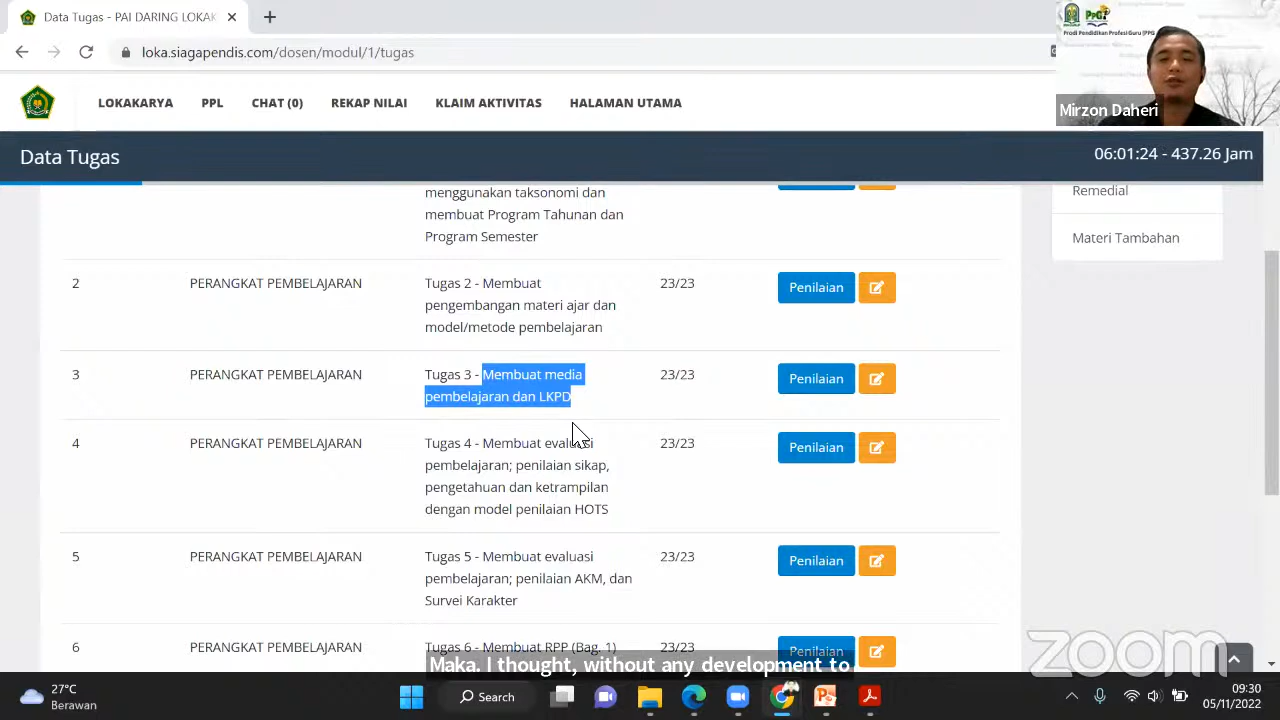 Data Tugas - PAI DARING LOKAK
loka.siagapendis.com/dosen/modul/tugas
Prodi Pendidikan Profesi Guru (PPG
Mirzon Daheri
LOKAKARYA PPL CHAT (0) REKAP NILAI KLAIM AKTIVITAS HALAMAN UTAMA
Data Tugas
06:01:24 - 437.26 Jam
menggunakan taksonomi dan
membuat Program Tahunan dan
Program Semester
Remedial
Materi Tambahan
2 PERANGKAT PEMBELAJARAN Tugas 2 - Membuat 23/23 Penilaian
pengembangan materi ajar dan
model/metode pembelajaran
3 PERANGKAT PEMBELAJARAN Tugas 3 - Membuat media 23/23 Penilaian
pembelajaran dan LKPD
4 PERANGKAT PEMBELAJARAN Tugas 4 - Membuat evaluasi 23/23 Penilaian
pembelajaran; penilaian sikap,
pengetahuan dan ketrampilan
dengan model penilaian HOTS
5 PERANGKAT PEMBELAJARAN Tugas 5 - Membuat evaluasi 23/23 Penilaian
pembelajaran; penilaian AKM, dan
Survei Karakter
6 PERANGKAT PEMBELAJARAN Tugas 6 - Membuat RPP (Bag. 1) 23/23 Penilaian
Maka. I thought, without any development to
zoom
27°C
Berawan
Search
09:30
05/11/2022